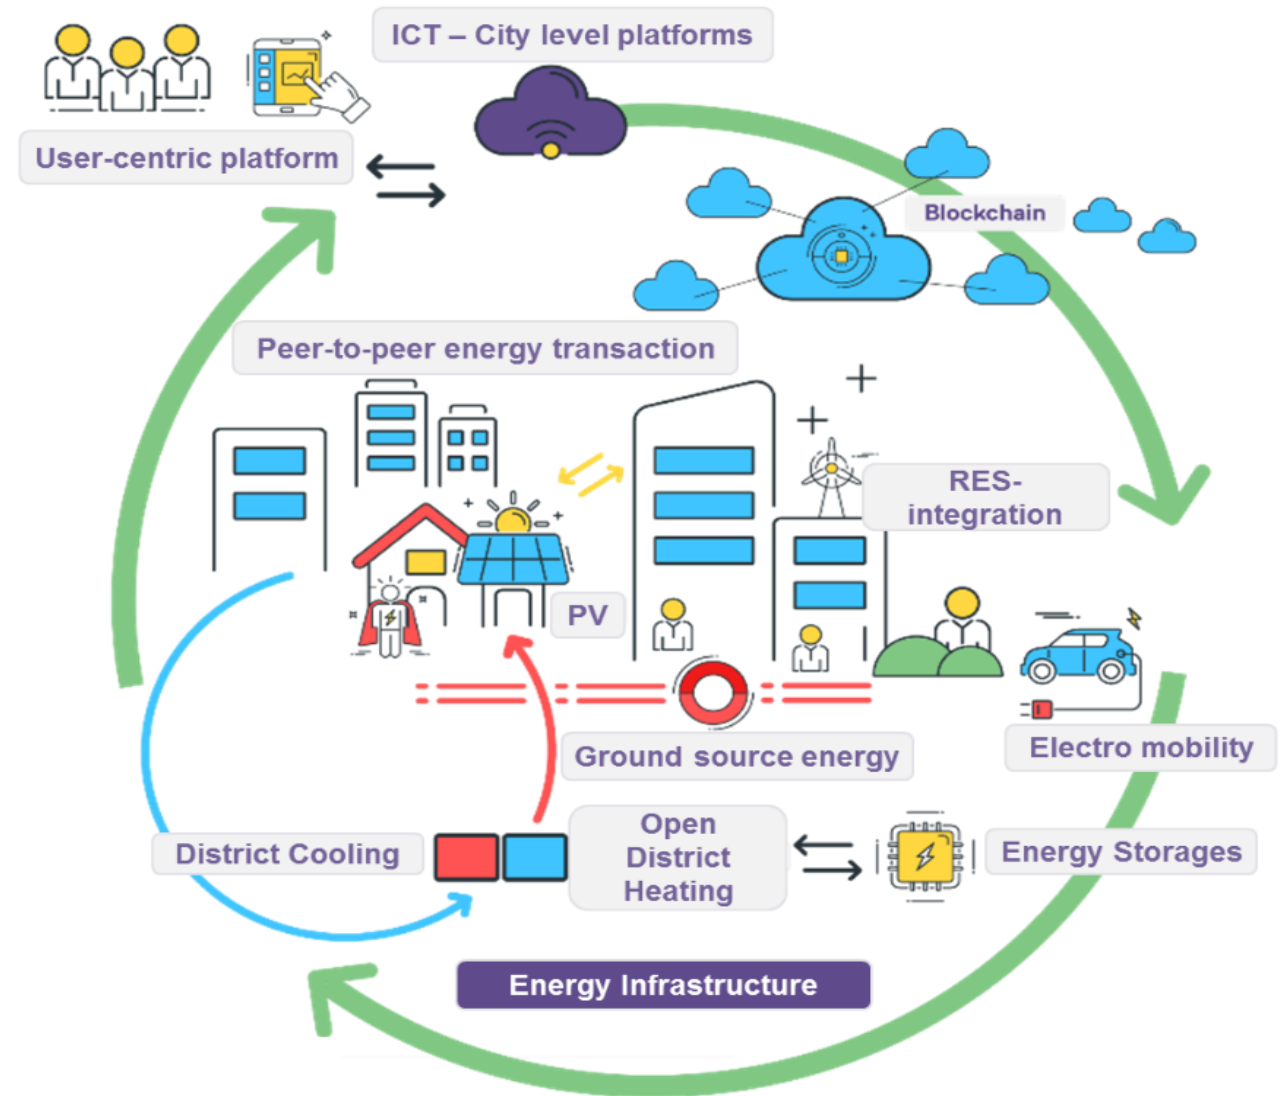 ICT – City level platforms
User-centric platform
Blockchain
Peer-to-peer energy transaction
RES-
integration
PV
Ground source energy
Electro mobility
District Cooling
Open
District
Heating
Energy Storages
Energy Infrastructure